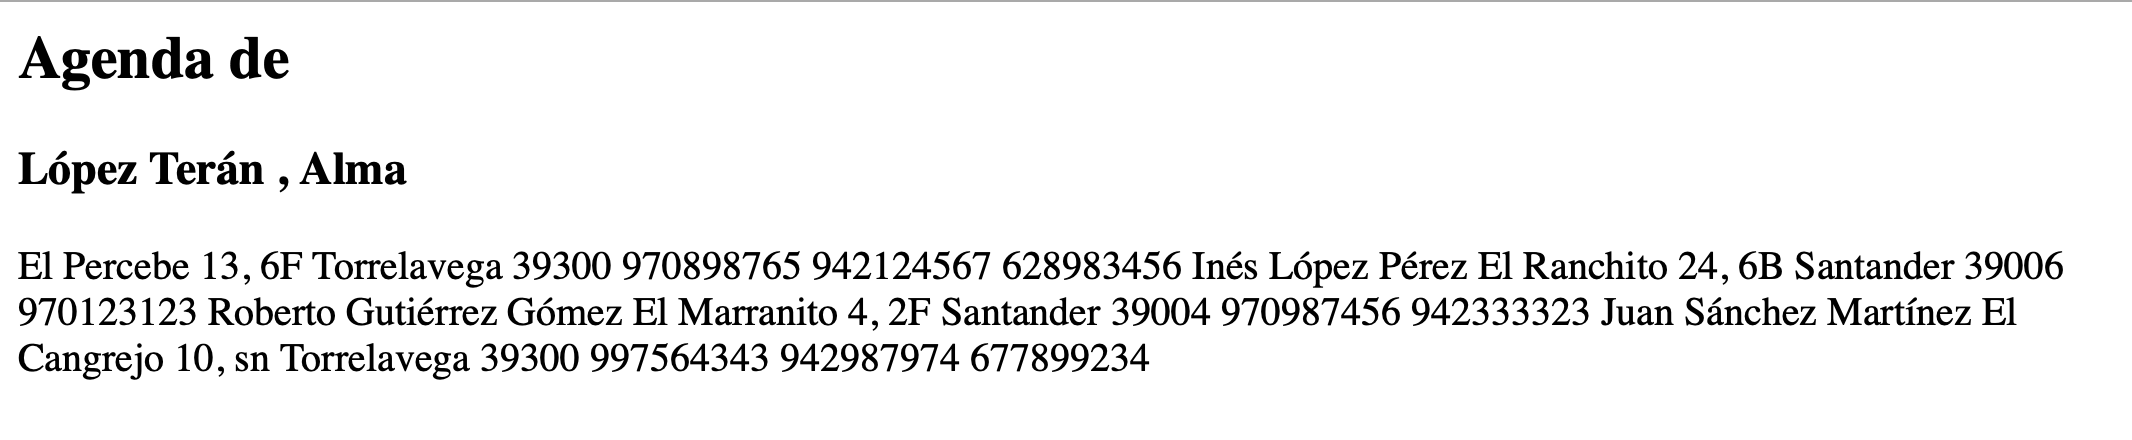 Agenda de
López Terán , Alma
El Percebe 13, 6F Torrelavega 39300 970898765 942124567 628983456 Inés López Pérez El Ranchito 24, 6B Santander 39006
970123123 Roberto Gutiérrez Gómez El Marranito 4, 2F Santander 39004 970987456 942333323 Juan Sánchez Martínez El
Cangrejo 10, sn Torrelavega 39300 997564343 942987974 677899234